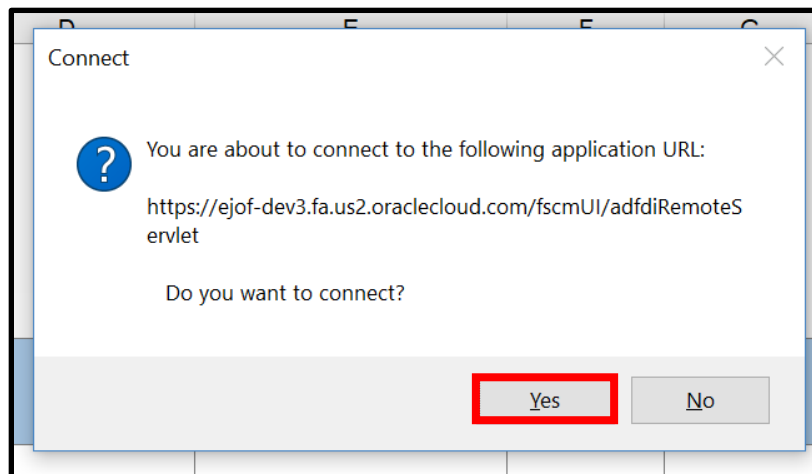 Connect
You are about to connect to the following application URL:
https://ejof-dev3.fa.us2.oraclecloud.com/fscmUI/adfdiRemoteS
ervlet
Do you want to connect?
Yes No